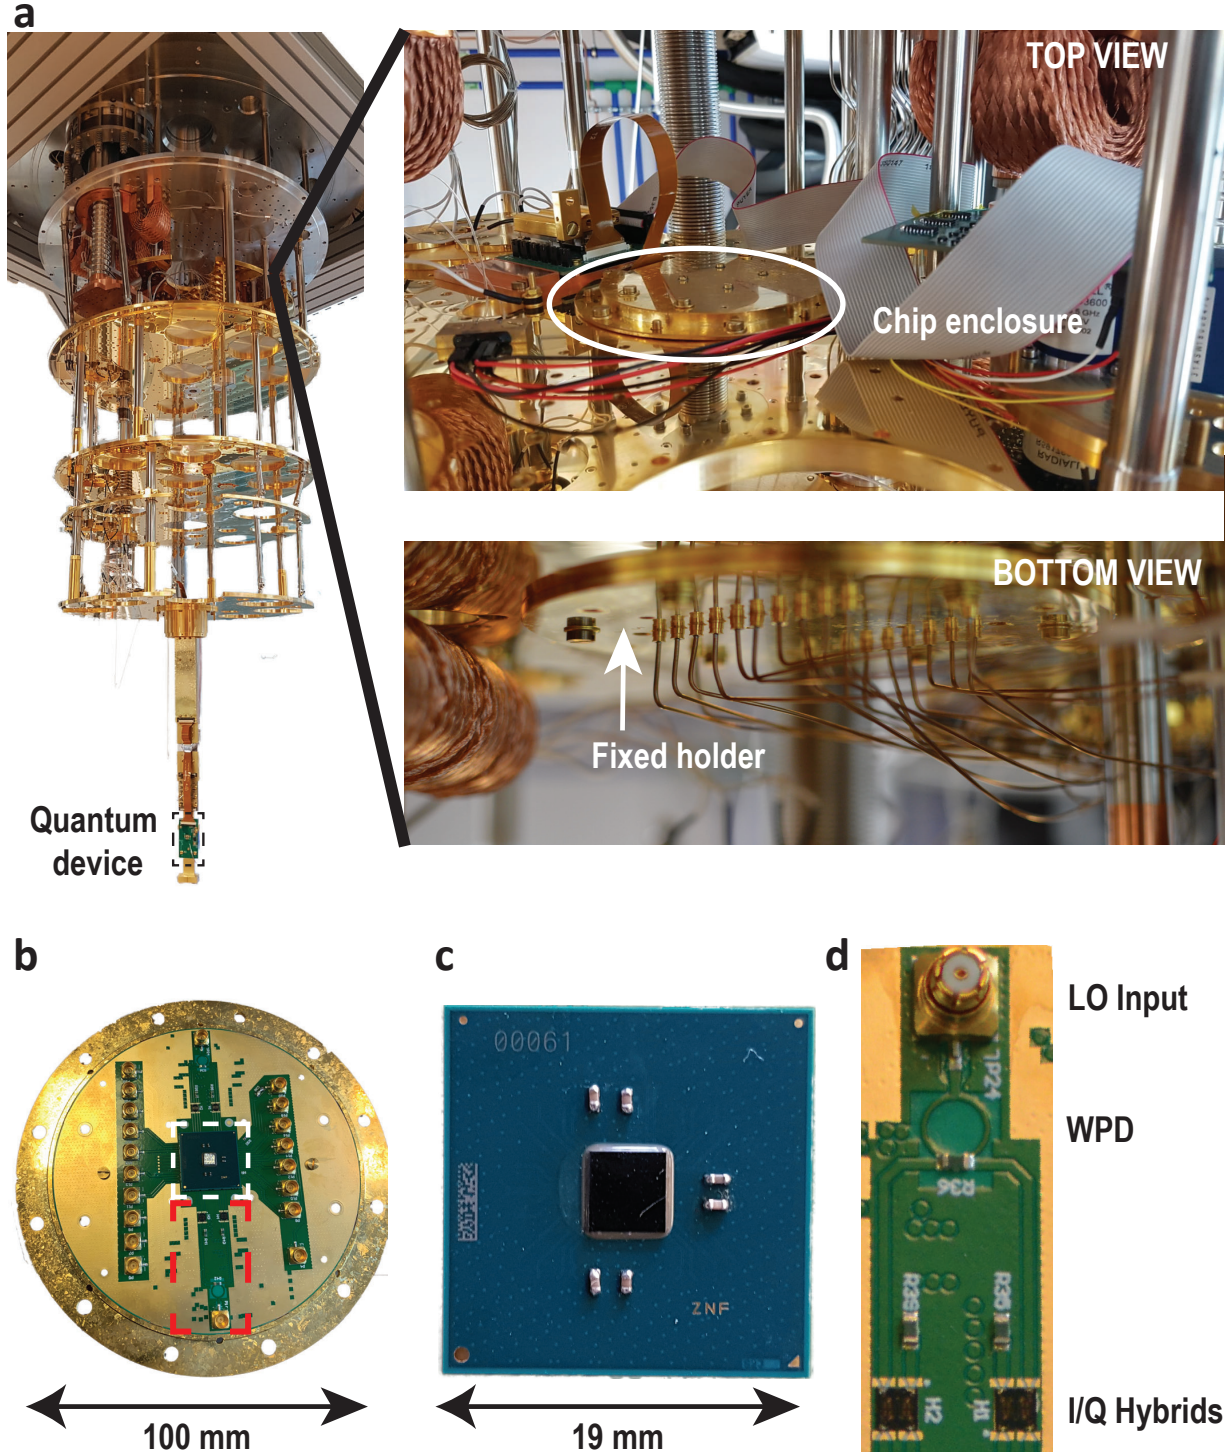 a
TOP VIEW
Chip enclosure
BOTTOM VIEW
Fixed holder
Quantum
device
b
100 mm
c
00061
ZNF
19 mm
d
LO Input
JP24
WPD
R36
R39 R35
H2 H1
I/Q Hybrids